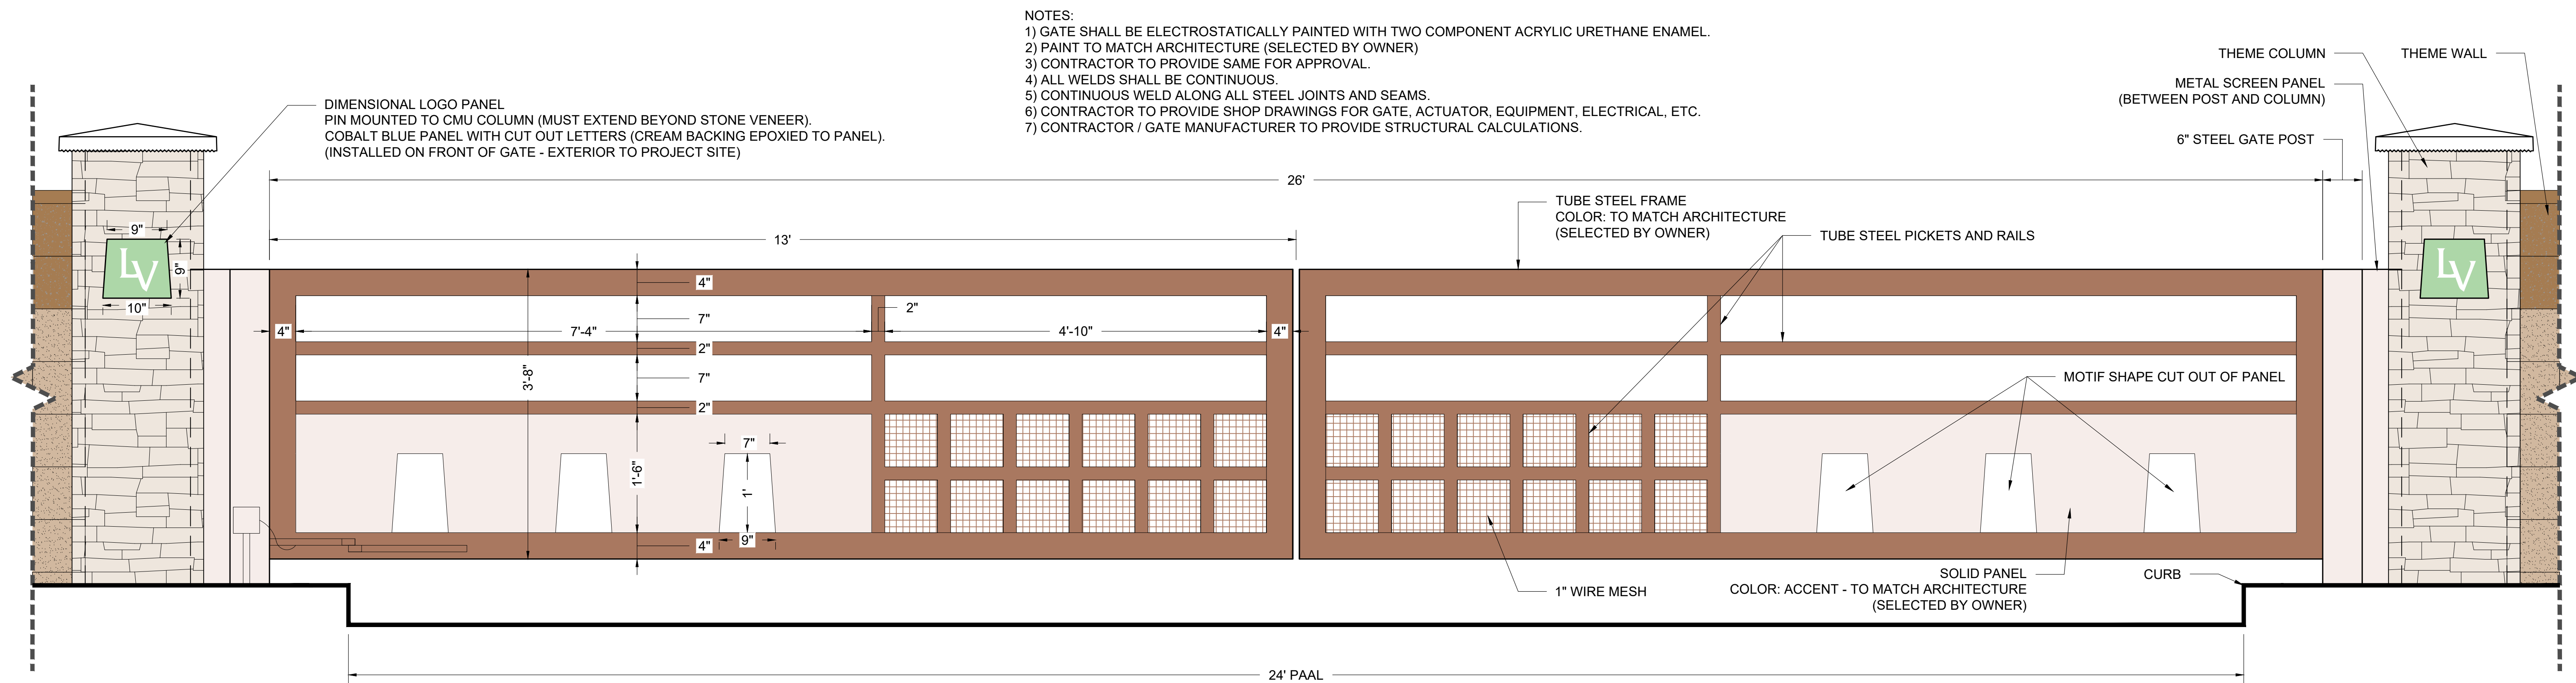 NOTES:
1) GATE SHALL BE ELECTROSTATICALLY PAINTED WITH TWO COMPONENT ACRYLIC URETHANE ENAMEL.
2) PAINT TO MATCH ARCHITECTURE (SELECTED BY OWNER)
3) CONTRACTOR TO PROVIDE SAME FOR APPROVAL.
4) ALL WELDS SHALL BE CONTINUOUS.
5) CONTINUOUS WELD ALONG ALL STEEL JOINTS AND SEAMS.
6) CONTRACTOR TO PROVIDE SHOP DRAWINGS FOR GATE, ACTUATOR, EQUIPMENT, ELECTRICAL, ETC.
7) CONTRACTOR / GATE MANUFACTURER TO PROVIDE STRUCTURAL CALCULATIONS.
DIMENSIONAL LOGO PANEL
PIN MOUNTED TO CMU COLUMN (MUST EXTEND BEYOND STONE VENEER).
COBALT BLUE PANEL WITH CUT OUT LETTERS (CREAM BACKING EPOXIED TO PANEL).
(INSTALLED ON FRONT OF GATE - EXTERIOR TO PROJECT SITE)
THEME COLUMN
THEME WALL
METAL SCREEN PANEL
(BETWEEN POST AND COLUMN)
6" STEEL GATE POST
26'
13'
TUBE STEEL FRAME
COLOR: TO MATCH ARCHITECTURE
(SELECTED BY OWNER)
TUBE STEEL PICKETS AND RAILS
9"
LV
9"
10"
LV
4"
7"
2"
4"
7'-4"
4'-10"
4"
2"
3'-8"
7"
2"
MOTIF SHAPE CUT OUT OF PANEL
7"
1'-6"
1'
9"
4"
1" WIRE MESH
SOLID PANEL
COLOR: ACCENT - TO MATCH ARCHITECTURE
(SELECTED BY OWNER)
CURB
24' PAAL